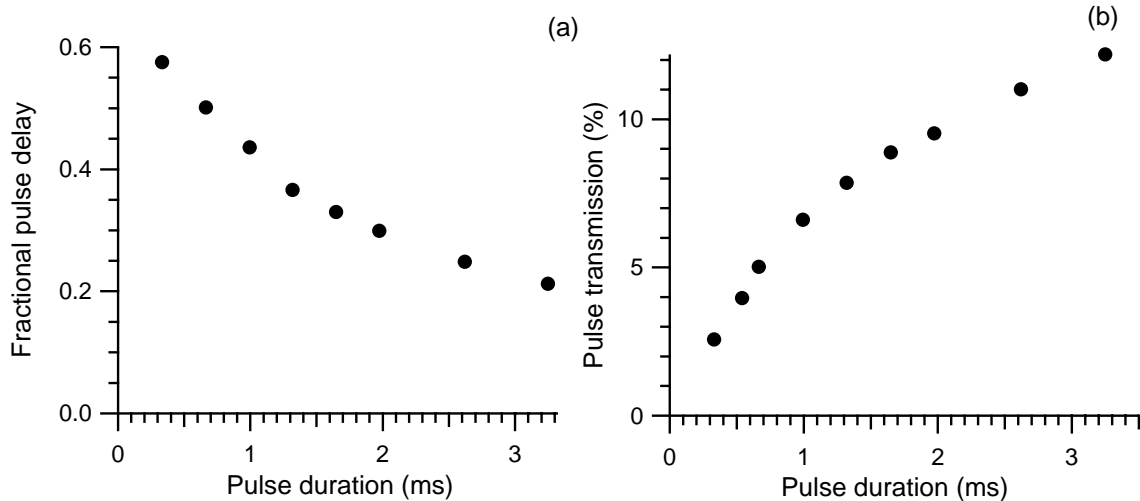 (a)
Fractional pulse delay
0.6
0.4
0.2
0.0
0 1 2 3
Pulse duration (ms)
(b)
Pulse transmission (%)
10
5
0
0 1 2 3
Pulse duration (ms)